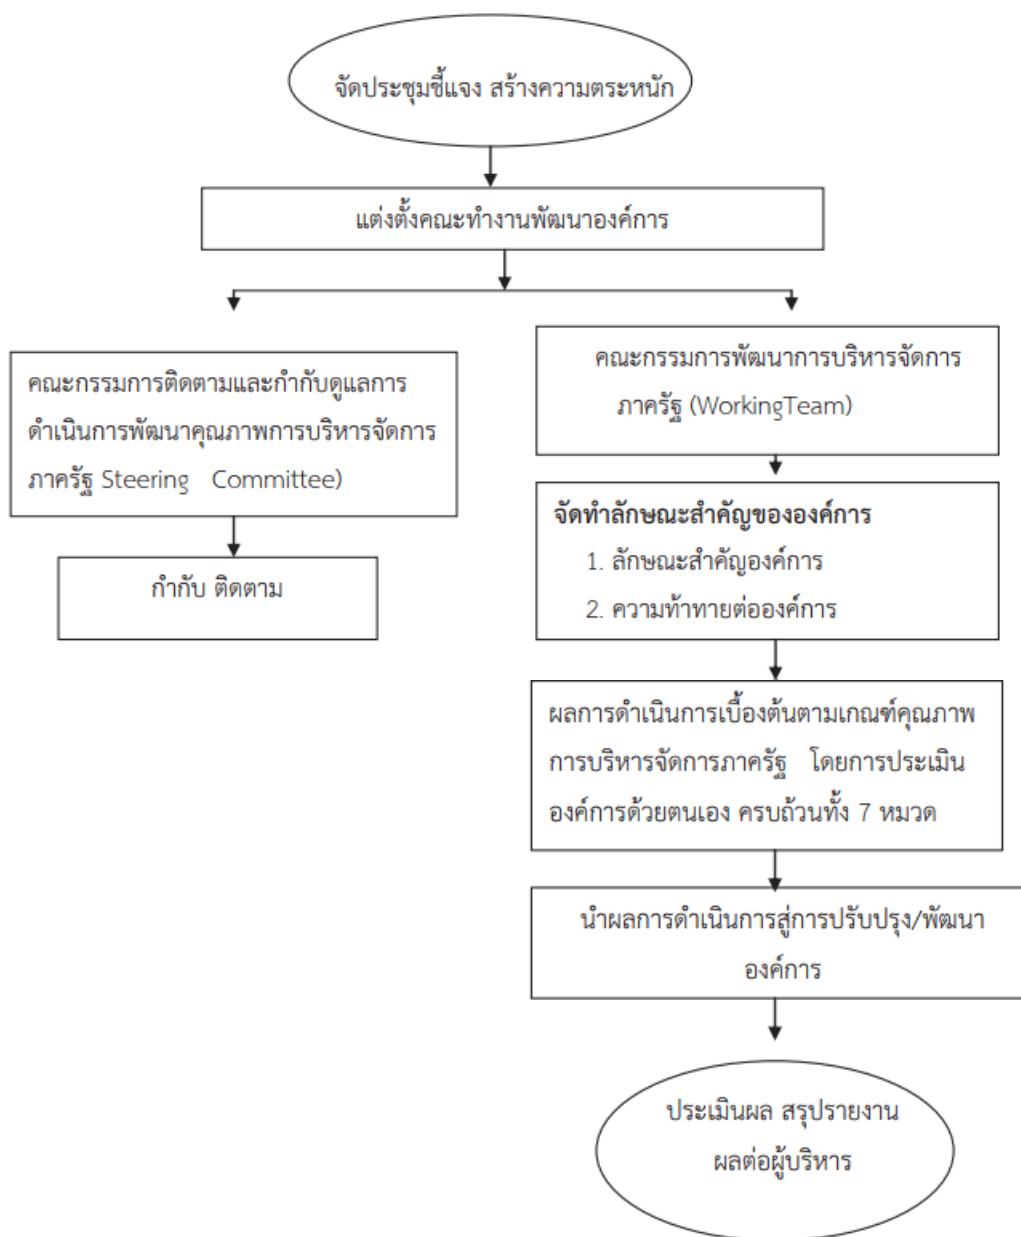 จัดประชุมชี้แจง สร้างความตระหนัก
แต่งตั้งคณะทำงานพัฒนาองค์การ
คณะกรรมการติดตามและกำกับดูแลการ
ดำเนินการพัฒนาคุณภาพการบริหารจัดการ
ภาครัฐ Steering Committee)
กำกับ ติดตาม
คณะกรรมการพัฒนาการบริหารจัดการ
ภาครัฐ (WorkingTeam)
จัดทำลักษณะสำคัญขององค์การ
1. ลักษณะสำคัญองค์การ
2. ความท้าทายต่อองค์การ
ผลการดำเนินการเบื้องต้นตามเกณฑ์คุณภาพ
การบริหารจัดการภาครัฐ โดยการประเมิน
องค์การด้วยตนเอง ครบถ้วนทั้ง 7 หมวด
นำผลการดำเนินการสู่การปรับปรุง/พัฒนา
องค์การ
ประเมินผล สรุปรายงาน
ผลต่อผู้บริหาร